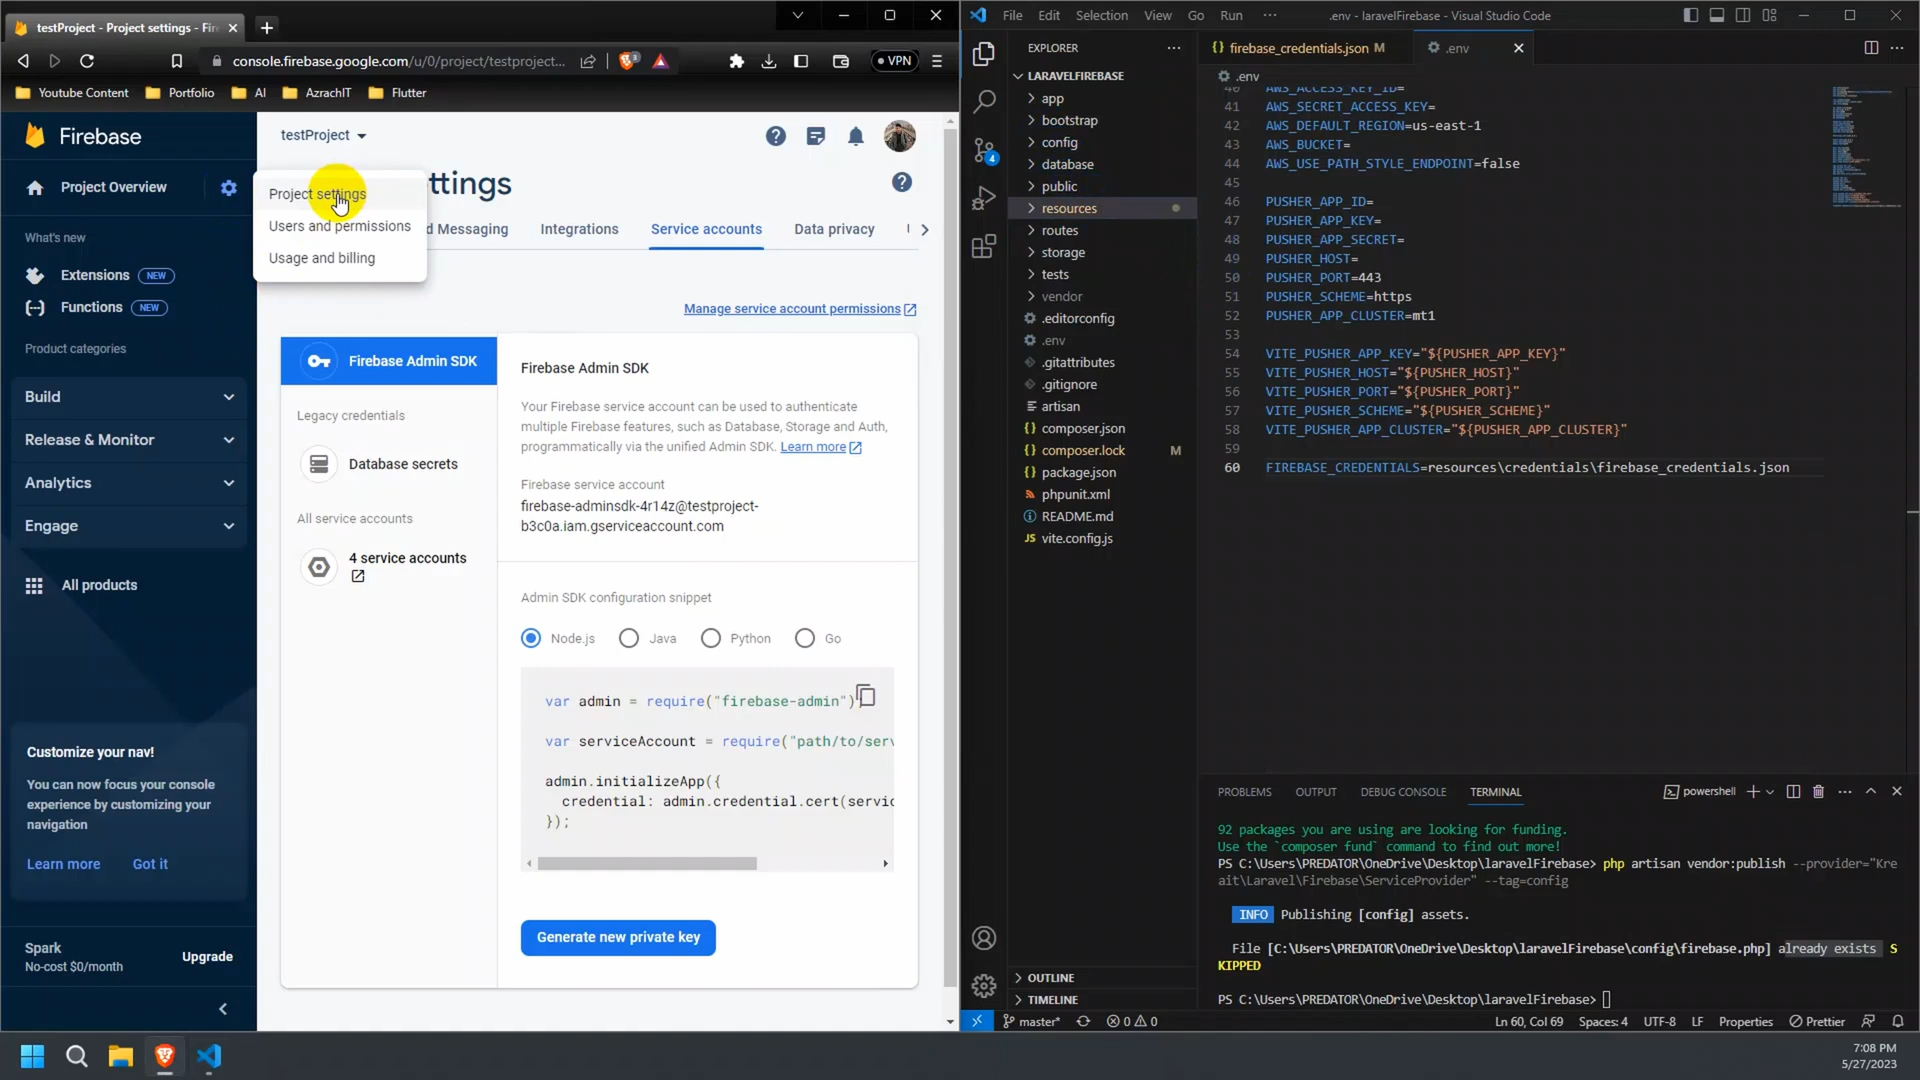 testProject - Project settings - Fir
console.firebase.google.com/u/0/project/testproject...
3
VPN
Youtube Content
Portfolio
AI
AzrachIT
Flutter
Firebase
Project Overview
What's new
Extensions
NEW
Functions
NEW
Product categories
Build
Release & Monitor
Analytics
Engage
All products
Customize your nav!
You can now focus your console
experience by customizing your
navigation
Learn more
Got it
Spark
No-cost $0/month
Upgrade
testProject
ttings
Project settings
Users and permissions
Usage and billing
d Messaging
Integrations
Service accounts
Data privacy
Manage service account permissions
Firebase Admin SDK
Legacy credentials
Database secrets
All service accounts
4 service accounts
Firebase Admin SDK
Your Firebase service account can be used to authenticate
multiple Firebase features, such as Database, Storage and Auth,
programmatically via the unified Admin SDK. Learn more
Firebase service account
firebase-adminsdk-4r14z@testproject-
b3c0a.iam.gserviceaccount.com
Admin SDK configuration snippet
Node.js
Java
Python
Go
var admin = require("firebase-admin")
var serviceAccount = require("path/to/serv
admin.initializeApp({
credential: admin.credential.cert(servic
});
Generate new private key
File
Edit
Selection
View
Go
Run
...
.env - laravelFirebase - Visual Studio Code
EXPLORER
LARAVELFIREBASE
app
bootstrap
config
database
public
resources
routes
storage
tests
vendor
.editorconfig
.env
.gitattributes
.gitignore
artisan
composer.json
composer.lock
M
package.json
phpunit.xml
README.md
vite.config.js
OUTLINE
TIMELINE
4
firebase_credentials.json M
.env
.env
40 AWS_ACCESS_KEY_ID=
41 AWS_SECRET_ACCESS_KEY=
42 AWS_DEFAULT_REGION=us-east-1
43 AWS_BUCKET=
44 AWS_USE_PATH_STYLE_ENDPOINT=false
45
46 PUSHER_APP_ID=
47 PUSHER_APP_KEY=
48 PUSHER_APP_SECRET=
49 PUSHER_HOST=
50 PUSHER_PORT=443
51 PUSHER_SCHEME=https
52 PUSHER_APP_CLUSTER=mt1
53
54 VITE_PUSHER_APP_KEY="${PUSHER_APP_KEY}"
55 VITE_PUSHER_HOST="${PUSHER_HOST}"
56 VITE_PUSHER_PORT="${PUSHER_PORT}"
57 VITE_PUSHER_SCHEME="${PUSHER_SCHEME}"
58 VITE_PUSHER_APP_CLUSTER="${PUSHER_APP_CLUSTER}"
59
60 FIREBASE_CREDENTIALS=resources\credentials\firebase_credentials.json
PROBLEMS
OUTPUT
DEBUG CONSOLE
TERMINAL
powershell
92 packages you are using are looking for funding.
Use the `composer fund` command to find out more!
PS C:\Users\PREDATOR\OneDrive\Desktop\laravelFirebase> php artisan vendor:publish --provider="Kre
ait\Laravel\Firebase\ServiceProvider" --tag=config
INFO Publishing [config] assets.
File [C:\Users\PREDATOR\OneDrive\Desktop\laravelFirebase\config\firebase.php] already exists S
KIPPED
PS C:\Users\PREDATOR\OneDrive\Desktop\laravelFirebase>
master*
0
0
Ln 60, Col 69
Spaces: 4
UTF-8
LF
Properties
Prettier
7:08 PM
5/27/2023